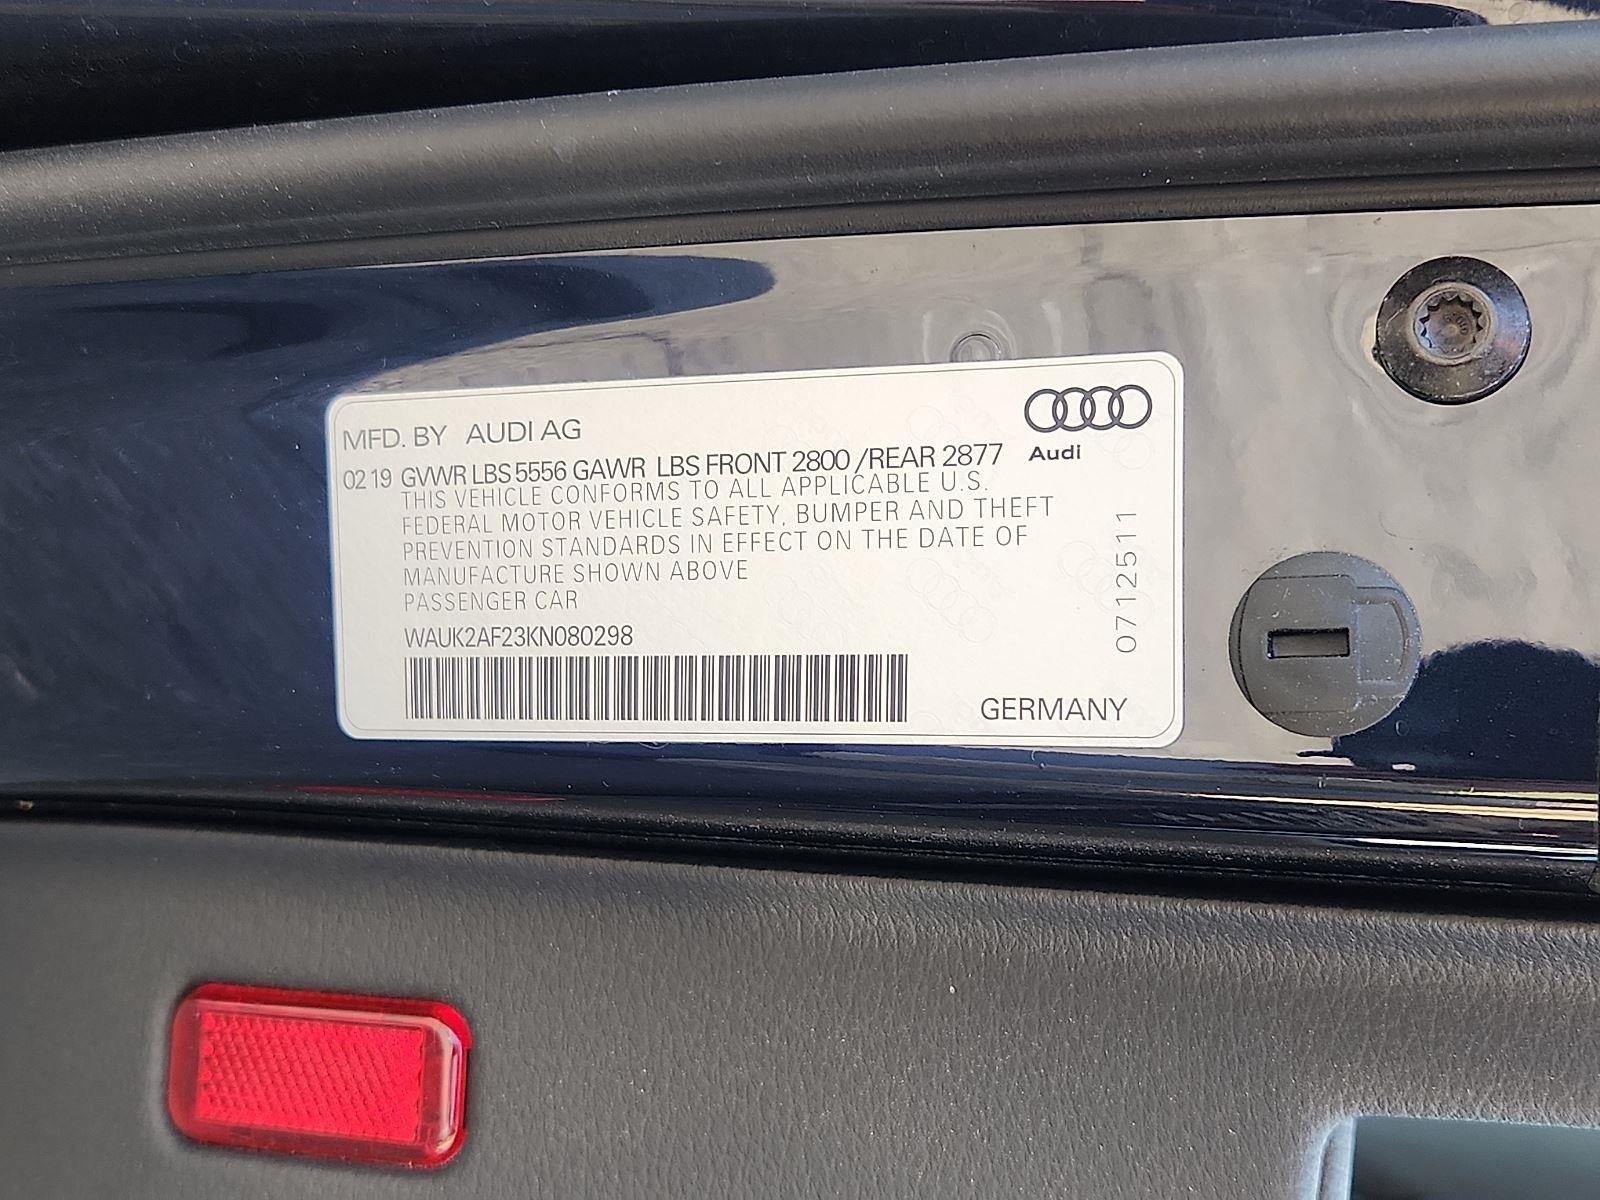 MFD. BY AUDI AG
02 19 GVWR LBS 5556 GAWR LBS FRONT 2800 /REAR 2877
THIS VEHICLE CONFORMS TO ALL APPLICABLE U.S.
FEDERAL MOTOR VEHICLE SAFETY, BUMPER AND THEFT
PREVENTION STANDARDS IN EFFECT ON THE DATE OF
MANUFACTURE SHOWN ABOVE
PASSENGER CAR
WAUK2AF23KN080298
GERMANY
Audi
0712511